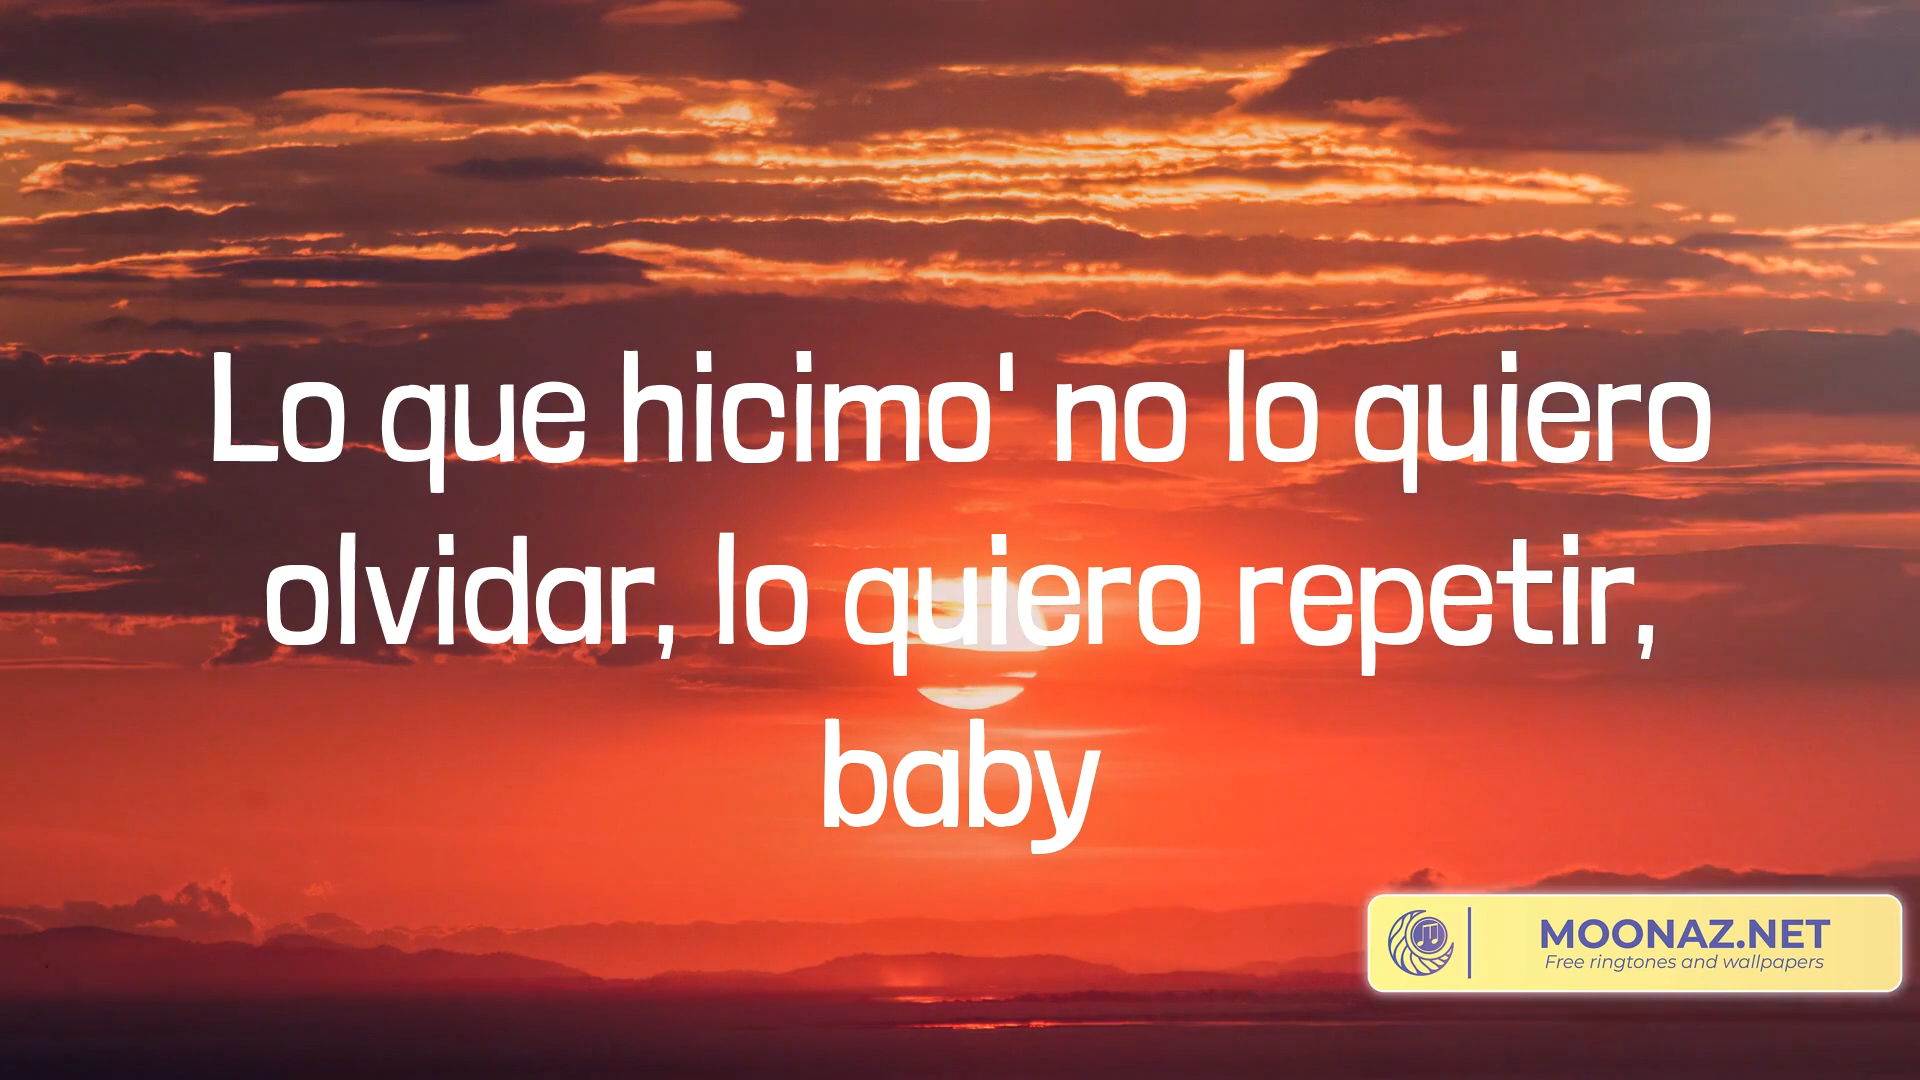 Lo que hicimo' no lo quiero
olvidar, lo quiero repetir,
baby
MOONAZ.NET
Free ringtones and wallpapers